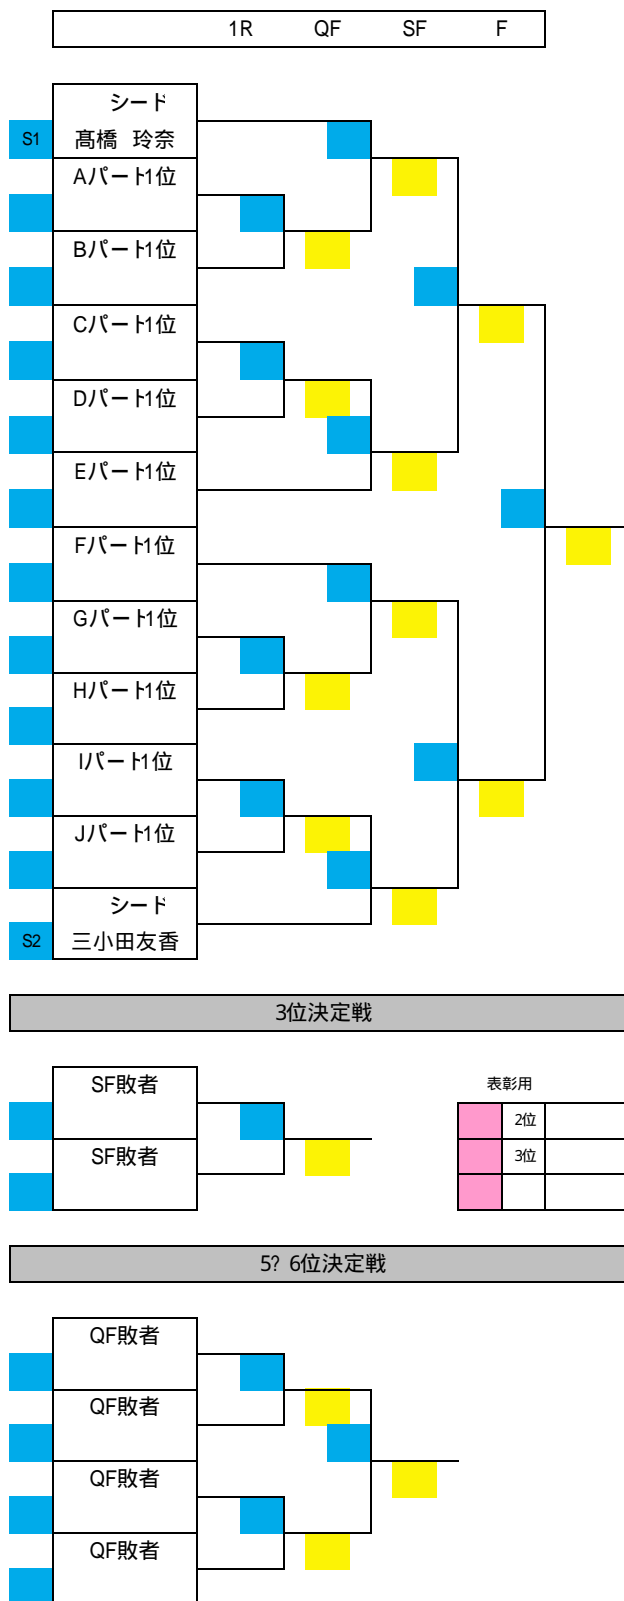 1R QF SF F
シード
S1 髙橋 玲奈
Aパート1位
Bパート1位
Cパート1位
Dパート1位
Eパート1位
Fパート1位
Gパート1位
Hパート1位
Iパート1位
Jパート1位
シード
S2 三小田友香
3位決定戦
SF敗者
表彰用
2位
SF敗者
3位
5? 6位決定戦
QF敗者
QF敗者
QF敗者
QF敗者